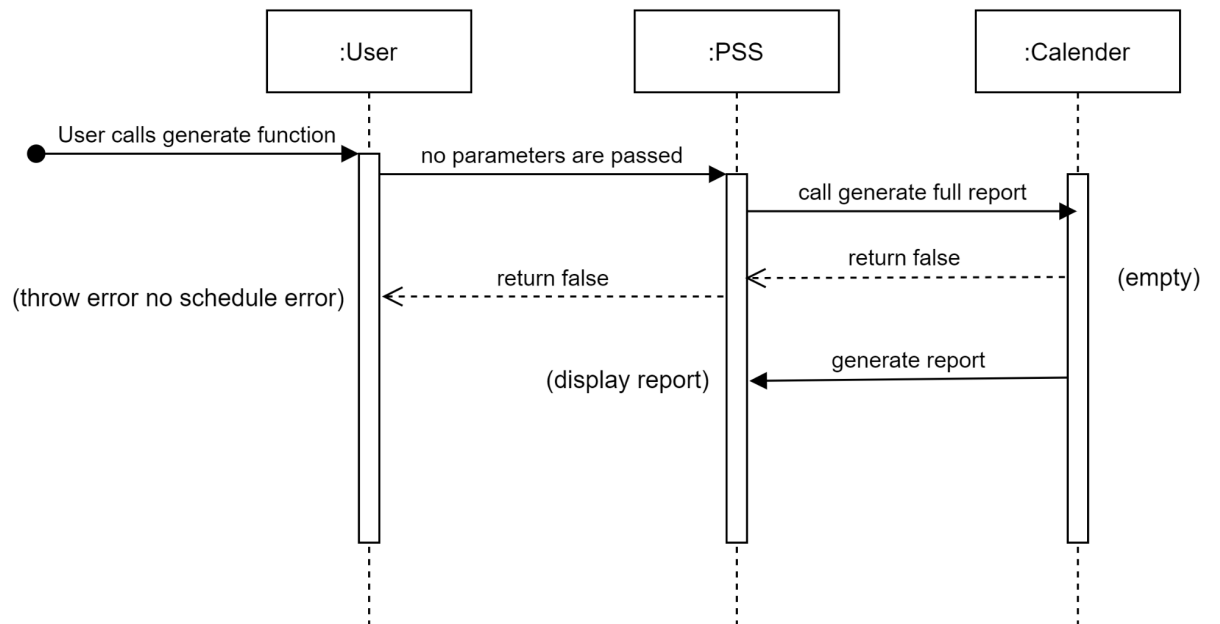 :User
:PSS
:Calender
User calls generate function
no parameters are passed
call generate full report
return false
(empty)
return false
(throw error no schedule error)
generate report
(display report)